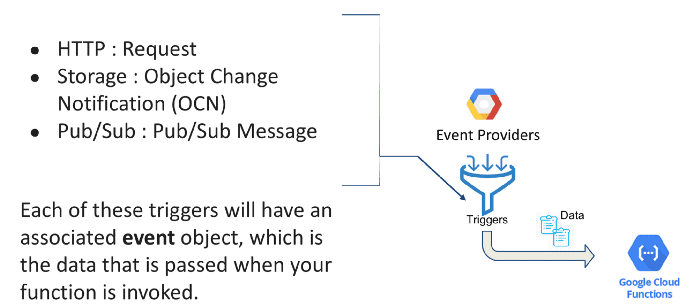 ● HTTP : Request
● Storage : Object Change
Notification (OCN)
● Pub/Sub : Pub/Sub Message
Each of these triggers will have an
associated event object, which is
the data that is passed when your
function is invoked.
Event Providers
Triggers
Data
Google Cloud
Functions